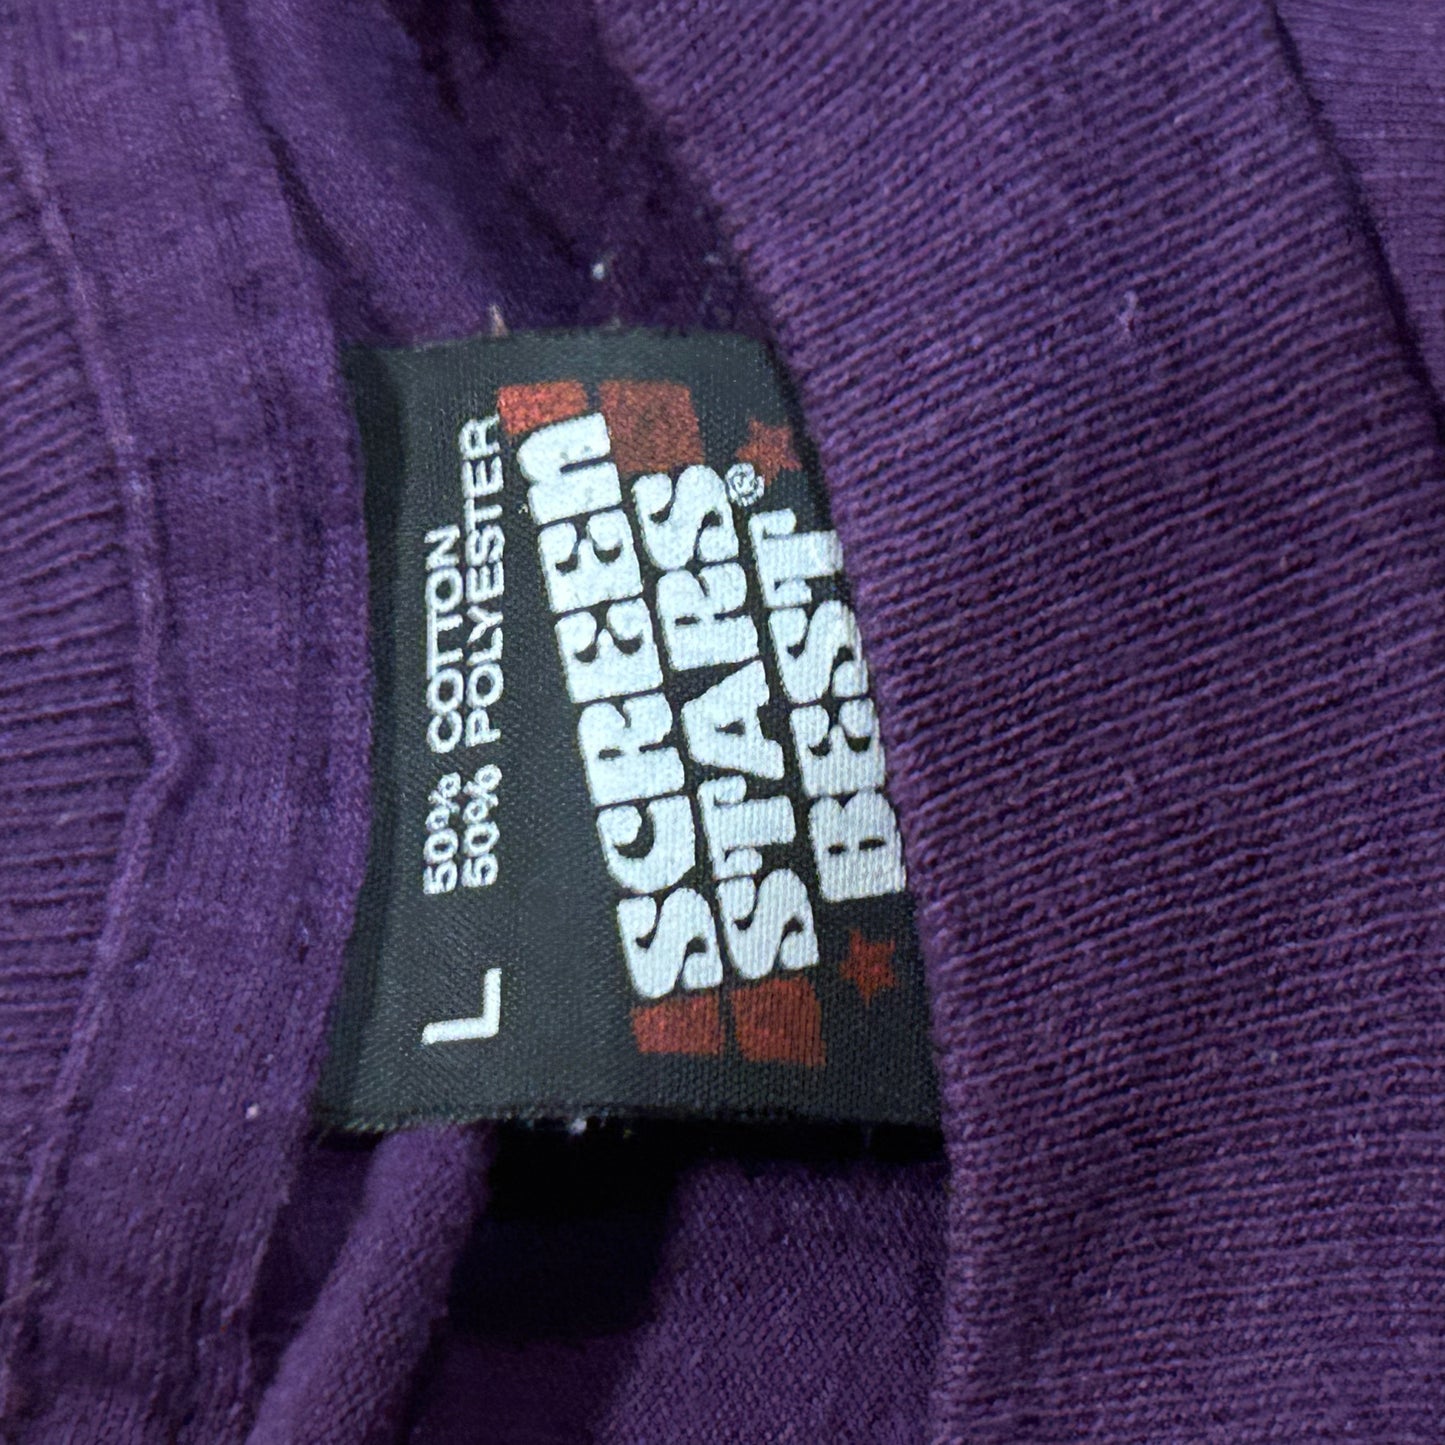 L
50% COTTON
50% POLYESTER
SCREEn
STARS®
BEST